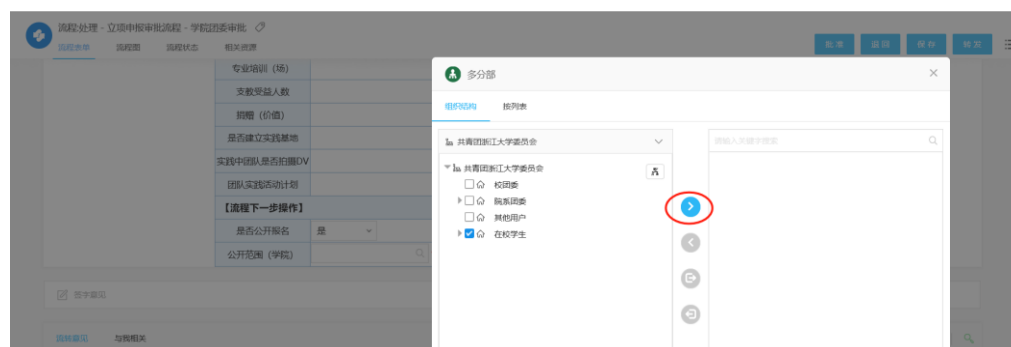 流程:处理 - 立项申报审批流程 - 学院团委审批
流程表单 流程图 流程状态 相关资源
批准 退回 保存 转发
专业培训（场）
支教受益人数
捐赠（价值）
是否建立实践基地
实践中团队是否拍摄DV
团队实践活动计划
【流程下一步操作】
是否公开报名 是
公开范围（学院）
签字意见
流转意见 与我相关
多分部
组织结构 按列表
共青团浙江大学委员会
请输入关键字搜索
共青团浙江大学委员会
校团委
院系团委
其他用户
在校学生